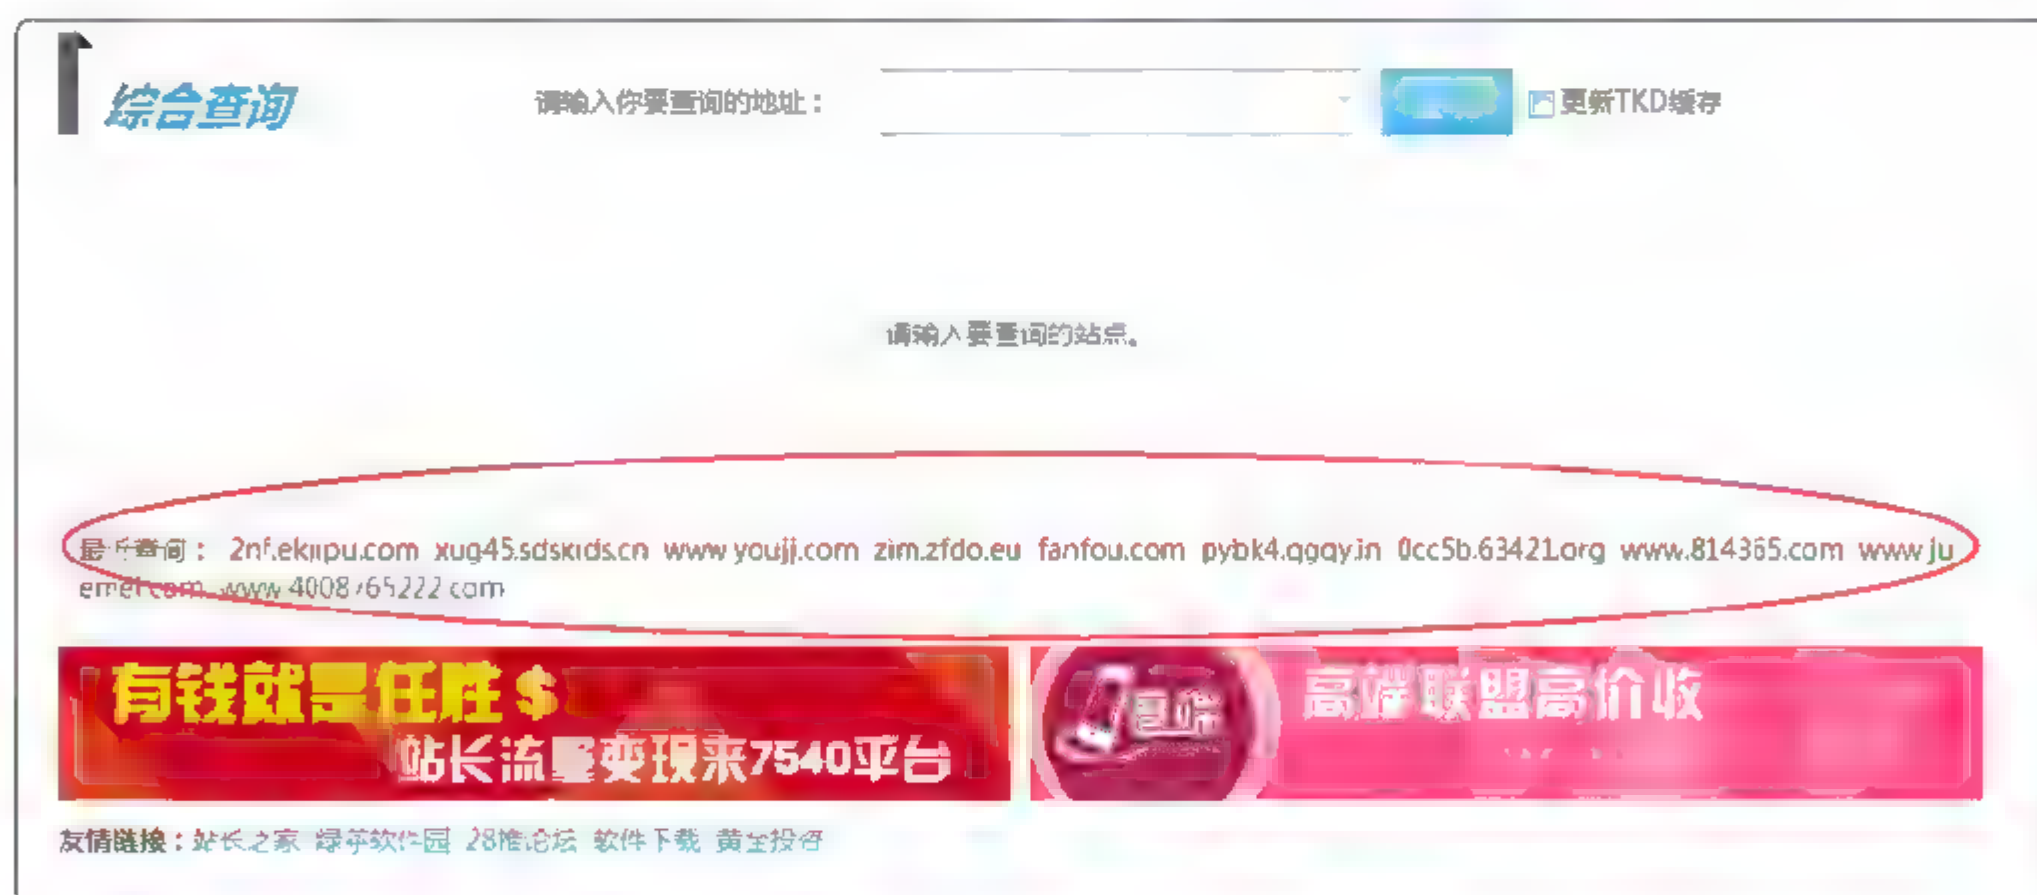 综合查询 请输入你要查询的地址： 更新TKD缓存
请输入要查询的站点。
最近查询： xug45.sdskids.cn www.youjji.com zim.zfdo.eu fanfou.com pybk4.qgqy.in 0cc5b.63421.org www.814365.com www.ju
emei.com www.4008765222.com
有钱就是任性$
站长流量变现来7540平台
高端联盟高价收
友情链接：站长之家 绿茶软件园 28推论坛 软件下载 黄金投资